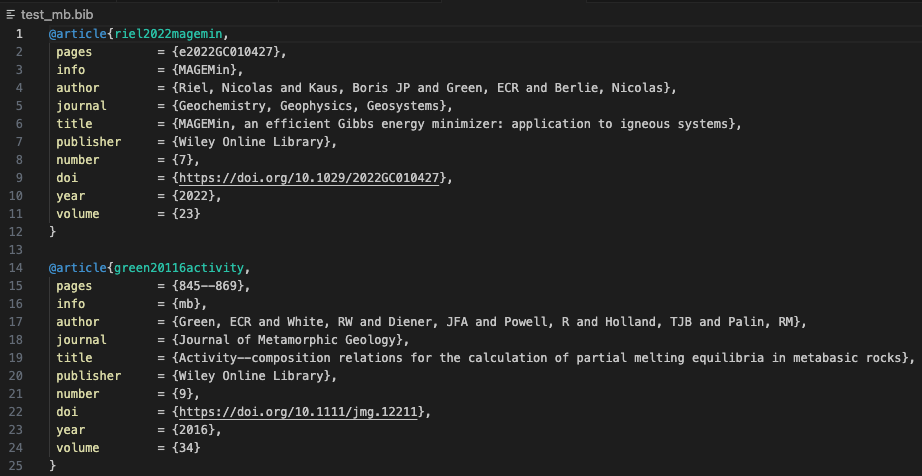 test_mb.bib
1 @article{riel2022magemin,
2 pages = {e2022GC010427},
3 info = {MAGEMin},
4 author = {Riel, Nicolas and Kaus, Boris JP and Green, ECR and Berlie, Nicolas},
5 journal = {Geochemistry, Geophysics, Geosystems},
6 title = {MAGEMin, an efficient Gibbs energy minimizer: application to igneous systems},
7 publisher = {Wiley Online Library},
8 number = {7},
9 doi = {https://doi.org/10.1029/2022GC010427},
10 year = {2022},
11 volume = {23}
12 }
13
14 @article{green20116activity,
15 pages = {845--869},
16 info = {mb},
17 author = {Green, ECR and White, RW and Diener, JFA and Powell, R and Holland, TJB and Palin, RM},
18 journal = {Journal of Metamorphic Geology},
19 title = {Activity--composition relations for the calculation of partial melting equilibria in metabasic rocks},
20 publisher = {Wiley Online Library},
21 number = {9},
22 doi = {https://doi.org/10.1111/jmg.12211},
23 year = {2016},
24 volume = {34}
25 }